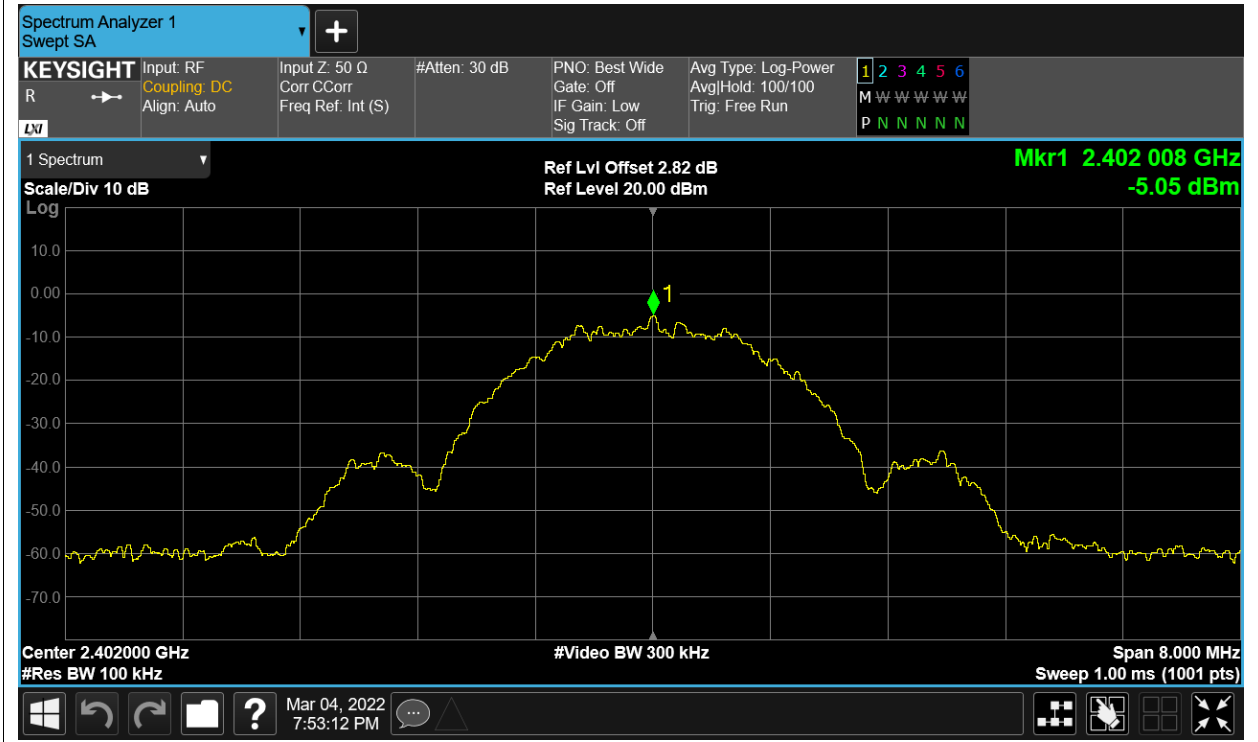 Spectrum Analyzer 1
Swept SA
+
KEYSIGHT
R
LXI
Input: RF
Coupling: DC
Align: Auto
Input Z: 50 Ω
Corr CCorr
Freq Ref: Int (S)
#Atten: 30 dB
PNO: Best Wide
Gate: Off
IF Gain: Low
Sig Track: Off
Avg Type: Log-Power
Avg|Hold: 100/100
Trig: Free Run
1 2 3 4 5 6
M W W W W W W
P N N N N N N
1 Spectrum
Scale/Div 10 dB
Log
Ref Lvl Offset 2.82 dB
Ref Level 20.00 dBm
Mkr1 2.402 008 GHz
-5.05 dBm
10.0
0.00
-10.0
-20.0
-30.0
-40.0
-50.0
-60.0
-70.0
1
Center 2.402000 GHz
#Video BW 300 kHz
Span 8.000 MHz
#Res BW 100 kHz
Sweep 1.00 ms (1001 pts)
?
Mar 04, 2022
7:53:12 PM